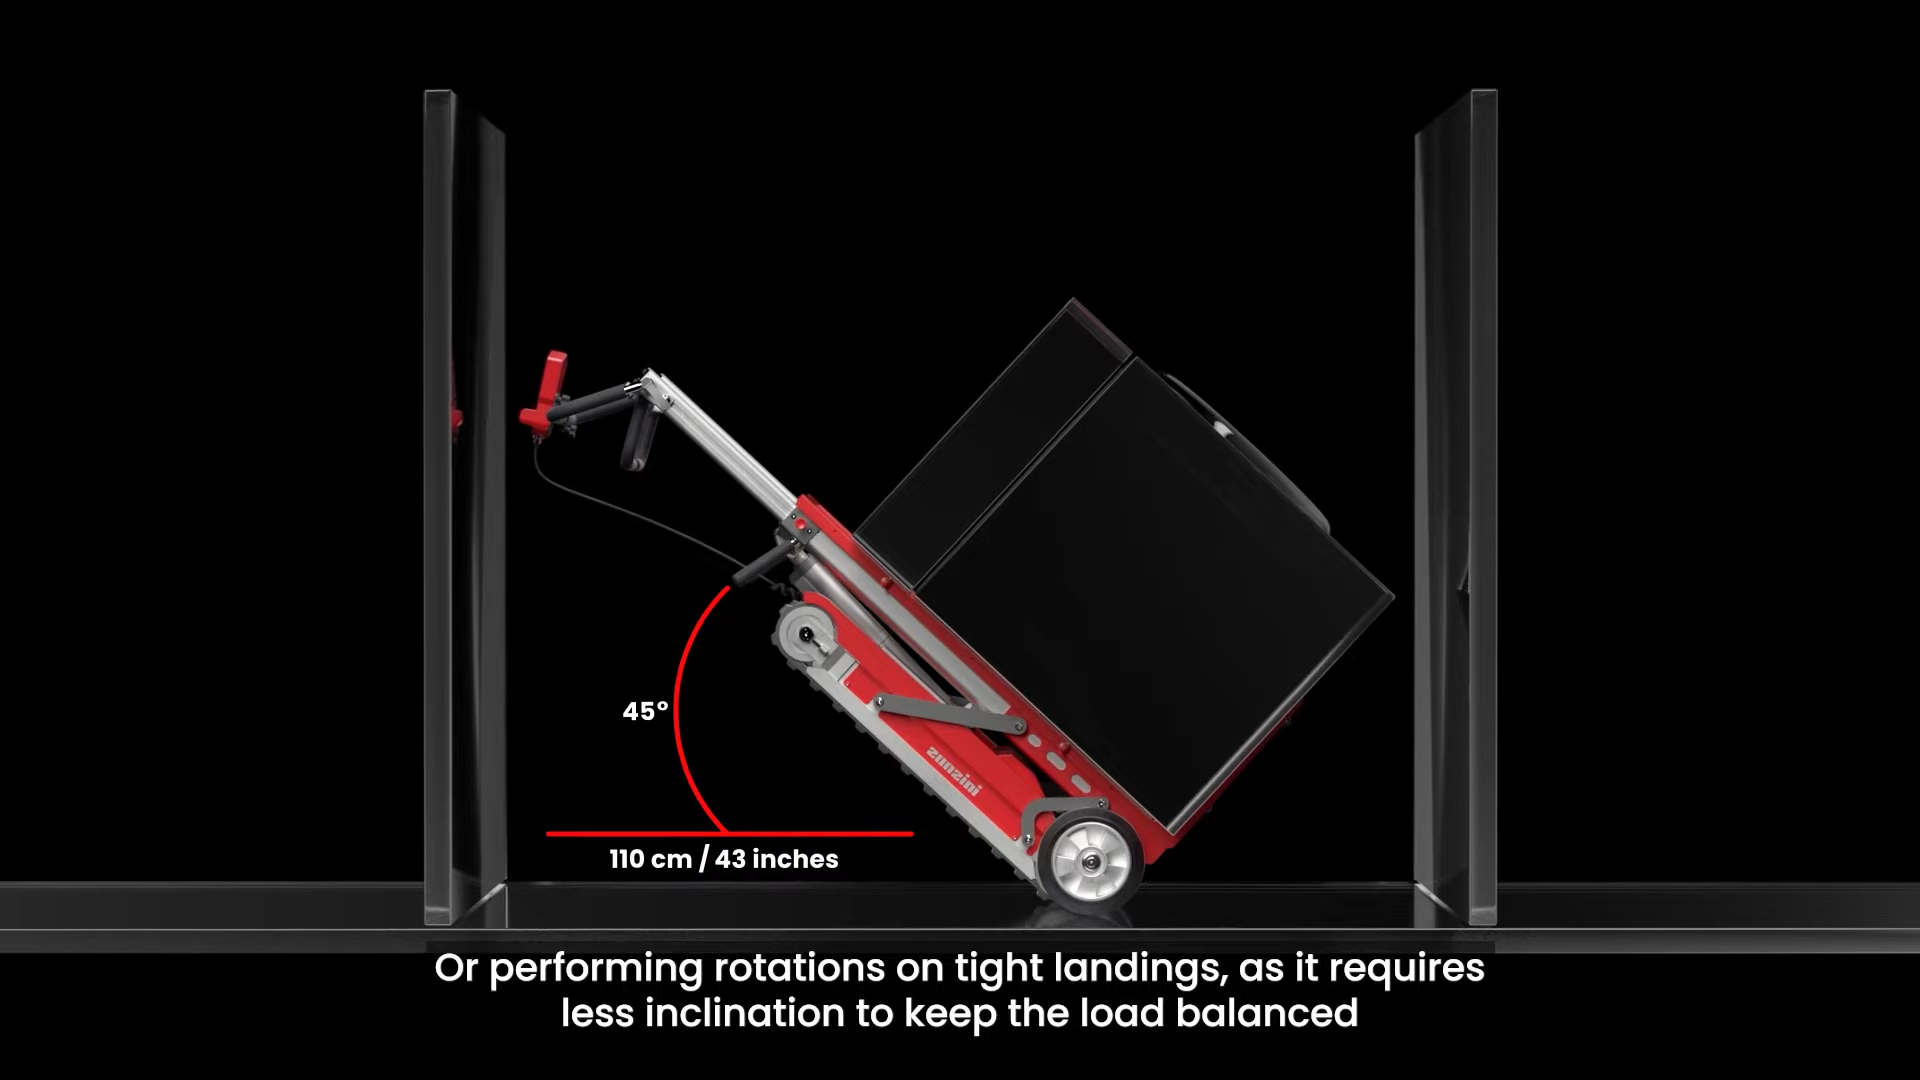 45°
zunzini
110 cm / 43 inches
Or performing rotations on tight landings, as it requires
less inclination to keep the load balanced